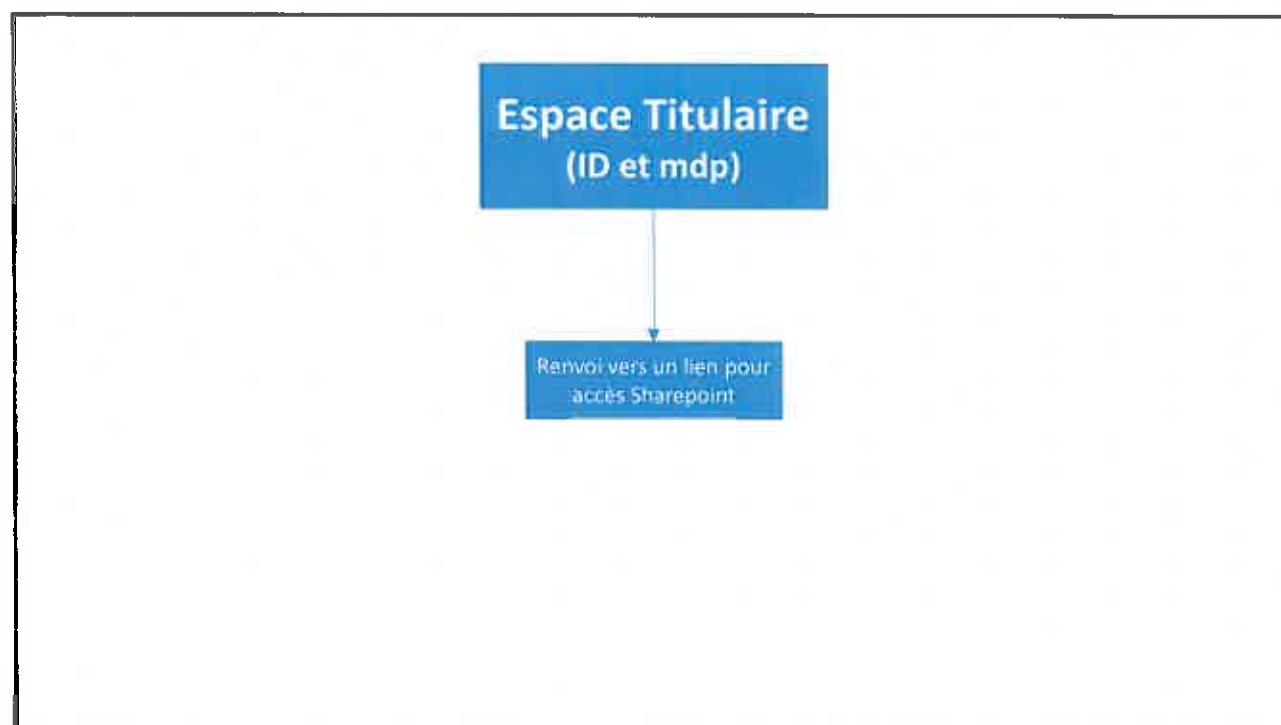 Espace Titulaire
(ID et mdp)
Renvoi vers un lien pour
accès Sharepoint